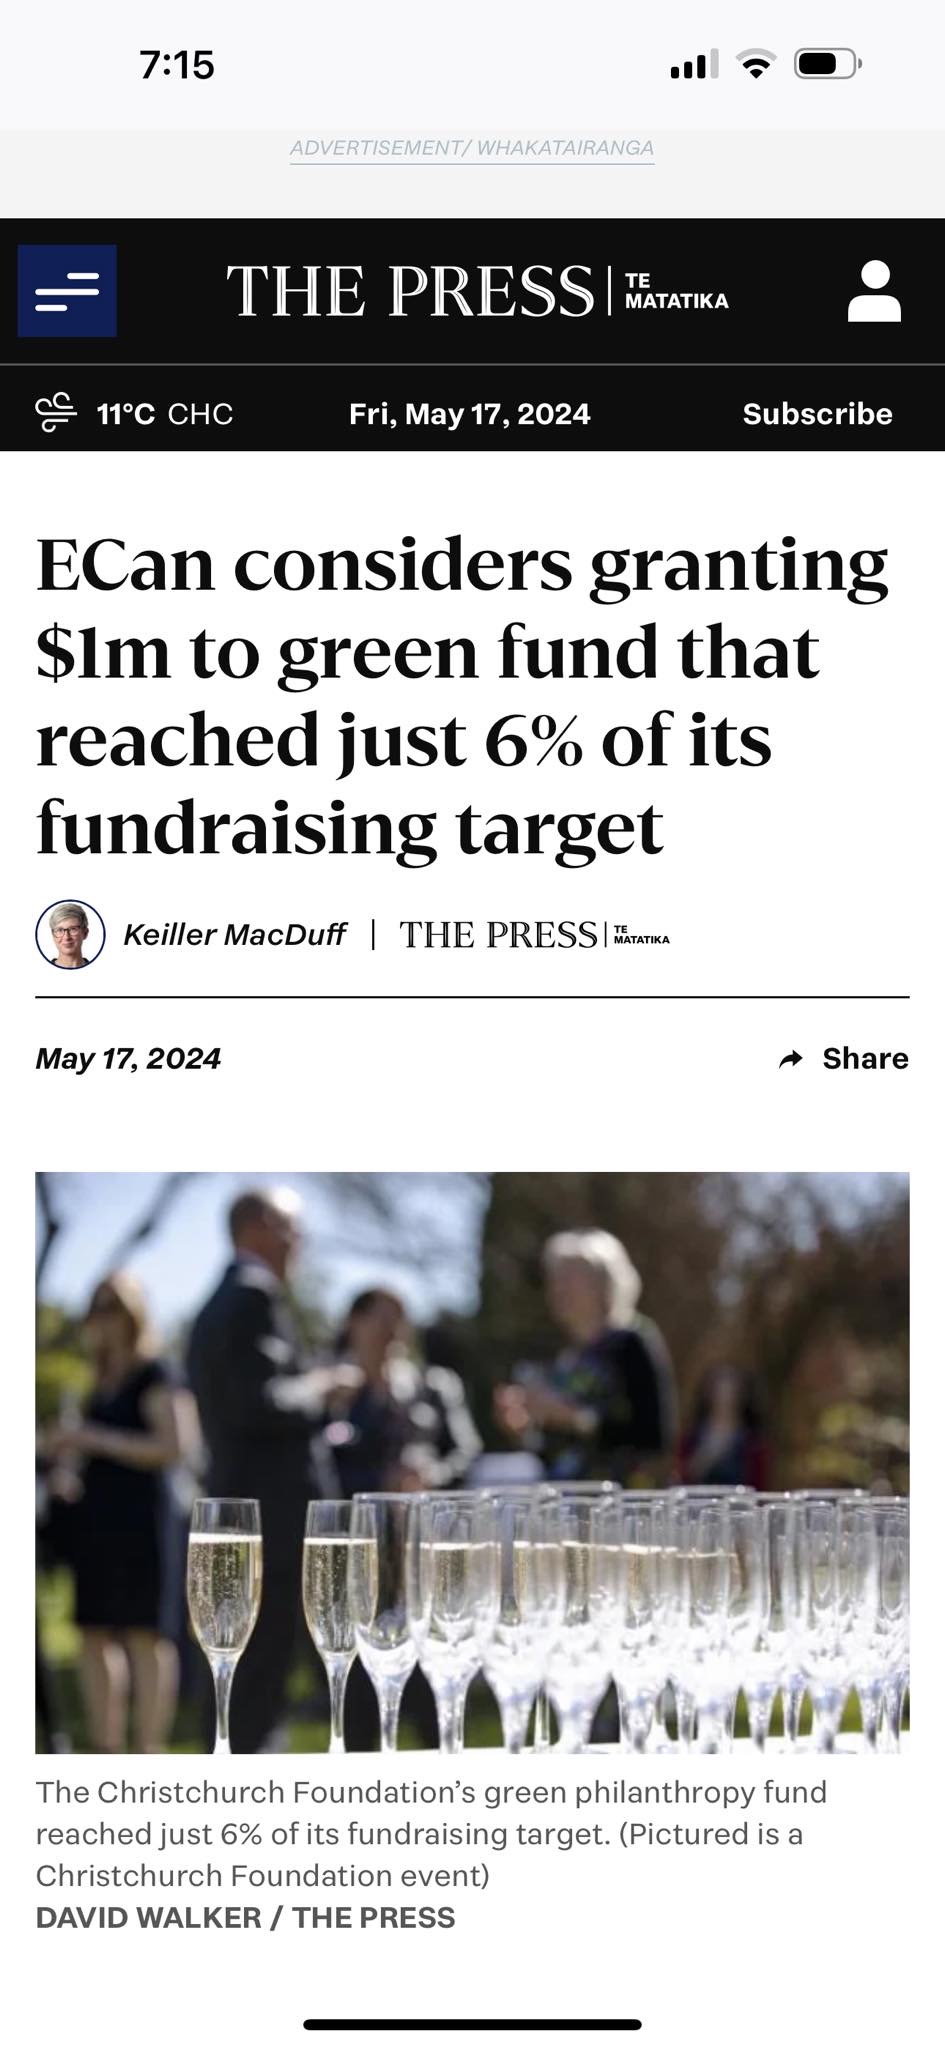 7:15
ADVERTISEMENT/ WHAKATAIRANGA
THE PRESS
TE
MATATIKA
11°C CHC
Fri, May 17, 2024
Subscribe
ECan considers granting
$1m to green fund that
reached just 6% of its
fundraising target
Keiller MacDuff
THE PRESS
TE
MATATIKA
May 17, 2024
Share
The Christchurch Foundation’s green philanthropy fund
reached just 6% of its fundraising target. (Pictured is a
Christchurch Foundation event)
DAVID WALKER / THE PRESS